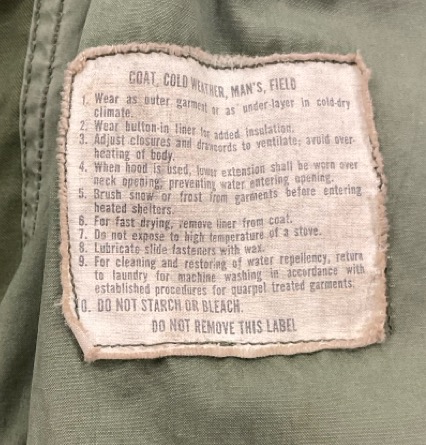 COAT, COLD WEATHER, MAN'S, FIELD
1. Wear as outer garment or as under-layer in cold-dry
climate.
2. Wear button-in liner for added insulation.
3. Adjust closures and drawcords to ventilate; avoid over-
heating of body.
4. When hood is used, lower extension shall be worn over
neck opening, preventing water entering opening.
5. Brush snow or frost from garments before entering
heated shelters.
6. For fast drying, remove liner from coat.
7. Do not expose to high temperature of a stove.
8. Lubricate slide fasteners with wax.
9. For cleaning and restoring of water repellency, return
to laundry for machine washing in accordance with
established procedures for quarpel treated garments.
0. DO NOT STARCH OR BLEACH.
DO NOT REMOVE THIS LABEL